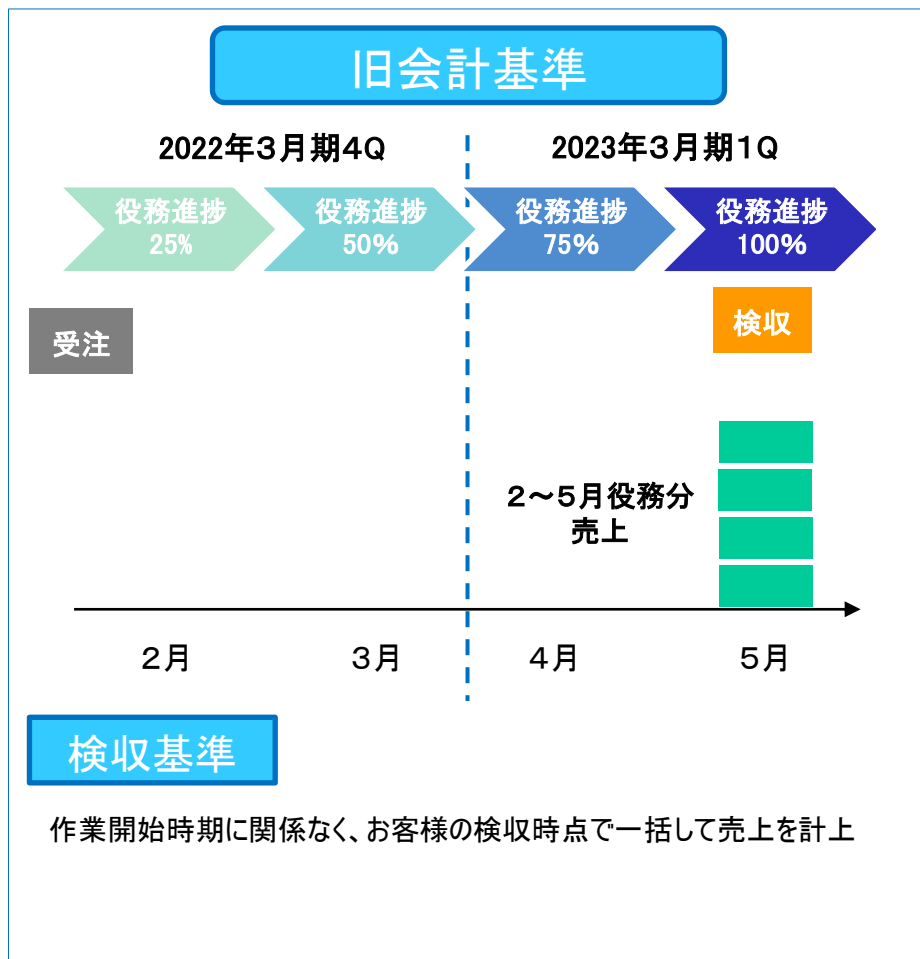 旧会計基準
2022年３月期４Q
2023年３月期１Q
役務進捗
25%
役務進捗
50%
役務進捗
75%
役務進捗
100%
受注
検収
２～５月役務分
売上
２月
３月
４月
５月
検収基準
作業開始時期に関係なく、お客様の検収時点で一括して売上を計上